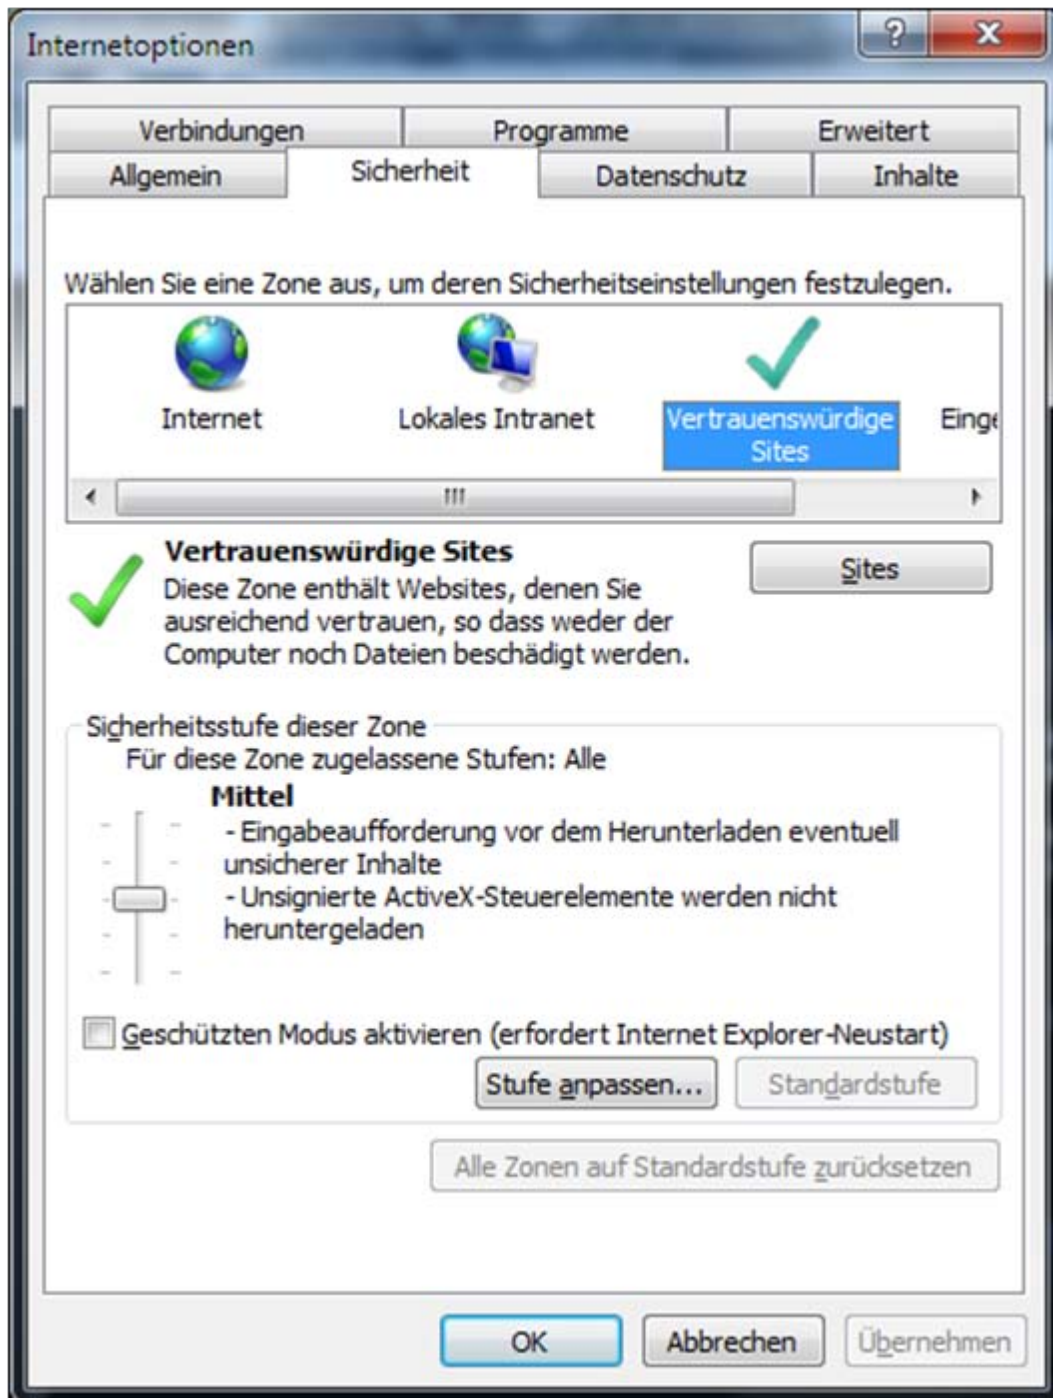 Internetoptionen
?
Verbindungen Programme Erweitert
Allgemein Sicherheit Datenschutz Inhalte
Wählen Sie eine Zone aus, um deren Sicherheitseinstellungen festzulegen.
Internet Lokales Intranet Vertrauenswürdige Einge
Sites
Vertrauenswürdige Sites
Sites
Diese Zone enthält Websites, denen Sie
ausreichend vertrauen, so dass weder der
Computer noch Dateien beschädigt werden.
Sicherheitsstufe dieser Zone
Für diese Zone zugelassene Stufen: Alle
Mittel
- Eingabeaufforderung vor dem Herunterladen eventuell
unsicherer Inhalte
- Unsignierte ActiveX-Steuerelemente werden nicht
heruntergeladen
Geschützten Modus aktivieren (erfordert Internet Explorer-Neustart)
Stufe anpassen... Standardstufe
Alle Zonen auf Standardstufe zurücksetzen
OK Abbrechen Übernehmen